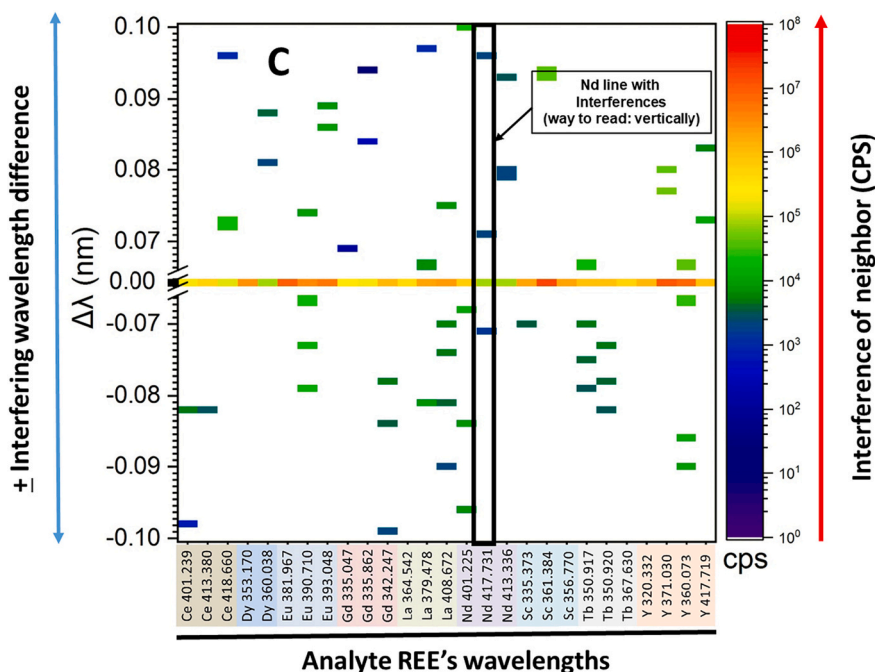 ± Interfering wavelength difference
Δλ (nm)
0.10
0.09
0.08
0.07
0.00
-0.07
-0.08
-0.09
-0.10
C
Nd line with
Interferences
(way to read: vertically)
10⁸
10⁷
10⁶
10⁵
10⁴
10³
10²
10¹
10⁰
cps
Interference of neighbor (CPS)
Ce 401.239
Ce 413.380
Ce 418.660
Dy 353.170
Dy 360.038
Eu 381.967
Eu 390.710
Eu 393.048
Gd 335.047
Gd 335.862
Gd 342.247
La 364.542
La 379.478
La 408.672
Nd 401.225
Nd 417.731
Nd 413.336
Sc 335.373
Sc 361.384
Sc 356.770
Tb 350.917
Tb 350.920
Tb 367.630
Y 320.332
Y 371.030
Y 360.073
Y 417.719
Analyte REE's wavelengths